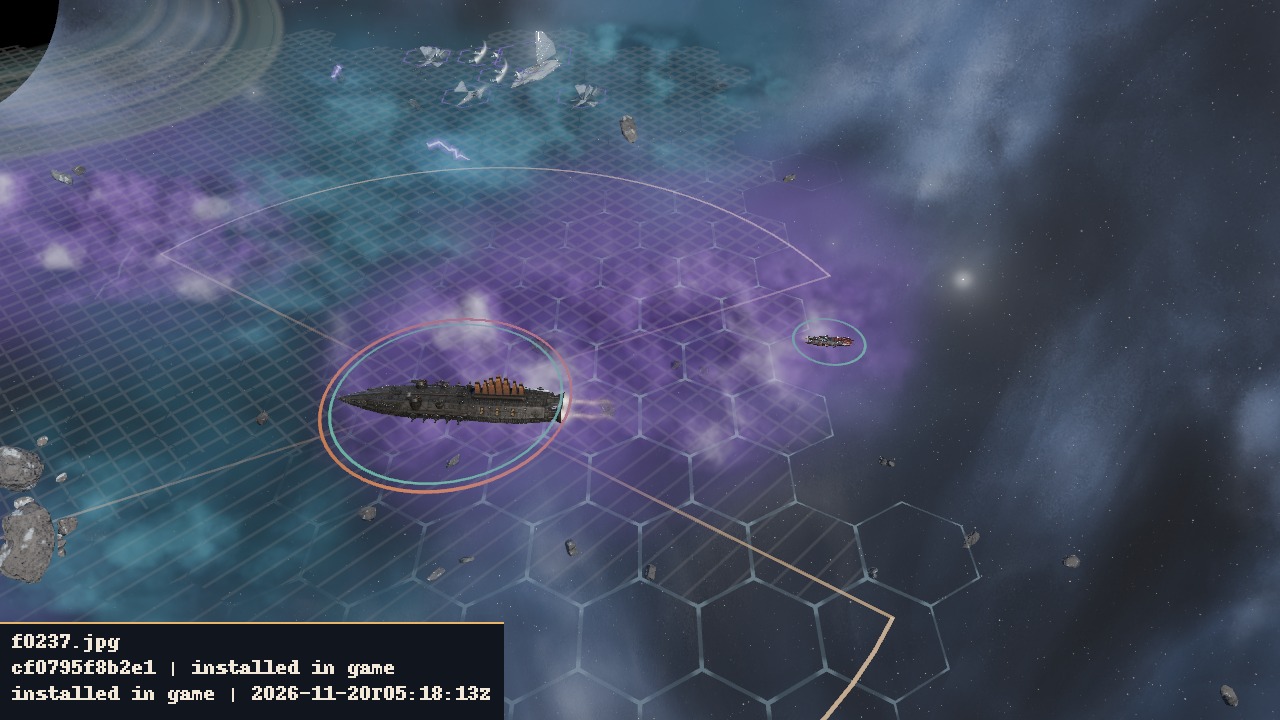 f0237.jpg
cf0795f8b2e1 | installed in game
installed in game | 2026-11-20T05:18:13Z